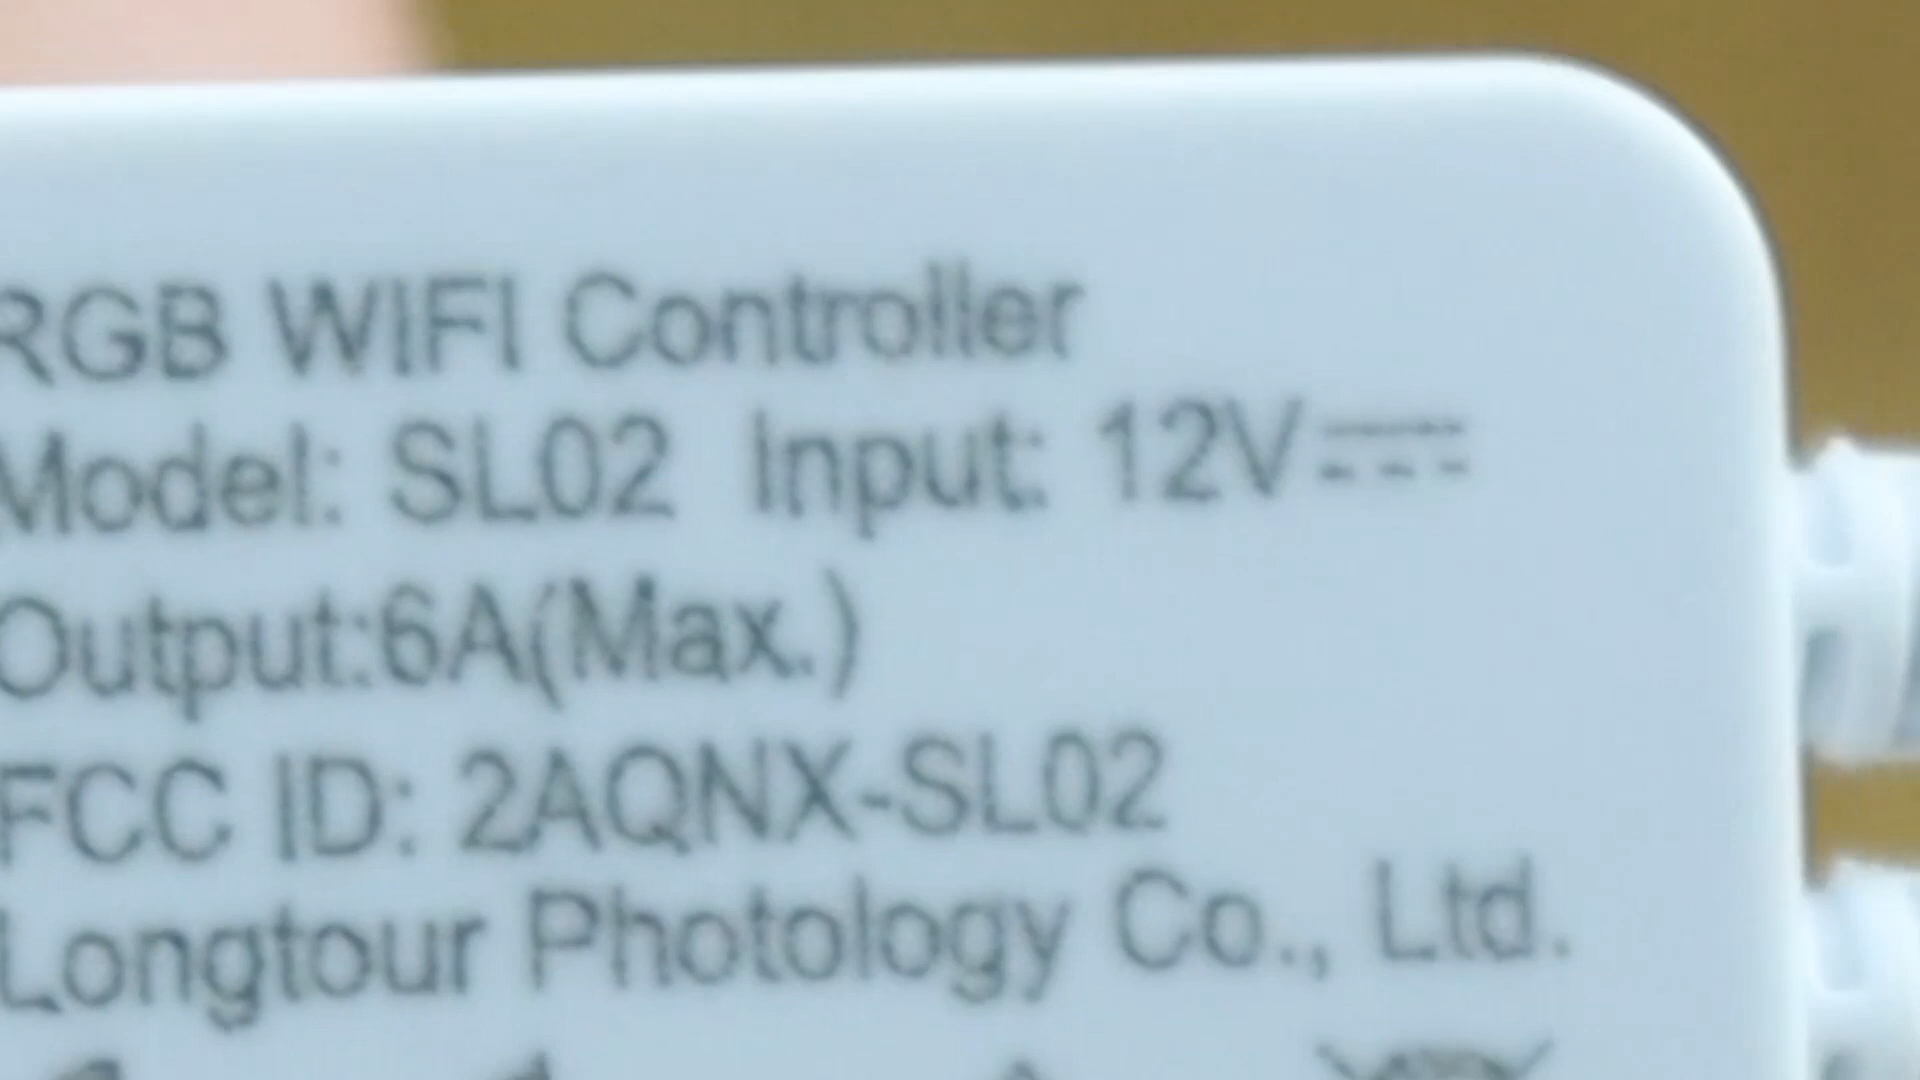 RGB WIFI Controller
Model: SL02 Input: 12V⎓
Output:6A(Max.)
FCC ID: 2AQNX-SL02
Longtour Photology Co., Ltd.